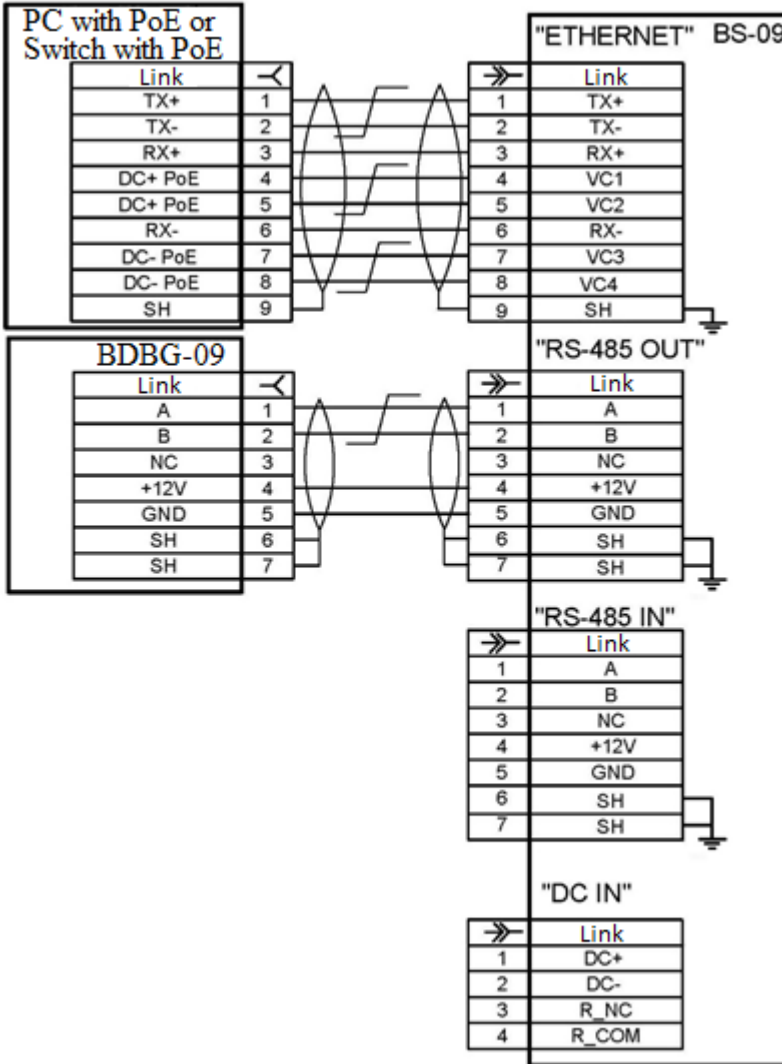 PC with PoE or
Switch with PoE
Link
TX+ 1
TX- 2
RX+ 3
DC+ PoE 4
DC+ PoE 5
RX- 6
DC- PoE 7
DC- PoE 8
SH 9
"ETHERNET" BS-09
Link
1 TX+
2 TX-
3 RX+
4 VC1
5 VC2
6 RX-
7 VC3
8 VC4
9 SH
BDBG-09
Link
A 1
B 2
NC 3
+12V 4
GND 5
SH 6
SH 7
"RS-485 OUT"
Link
1 A
2 B
3 NC
4 +12V
5 GND
6 SH
7 SH
"RS-485 IN"
Link
1 A
2 B
3 NC
4 +12V
5 GND
6 SH
7 SH
"DC IN"
Link
1 DC+
2 DC-
3 R_NC
4 R_COM